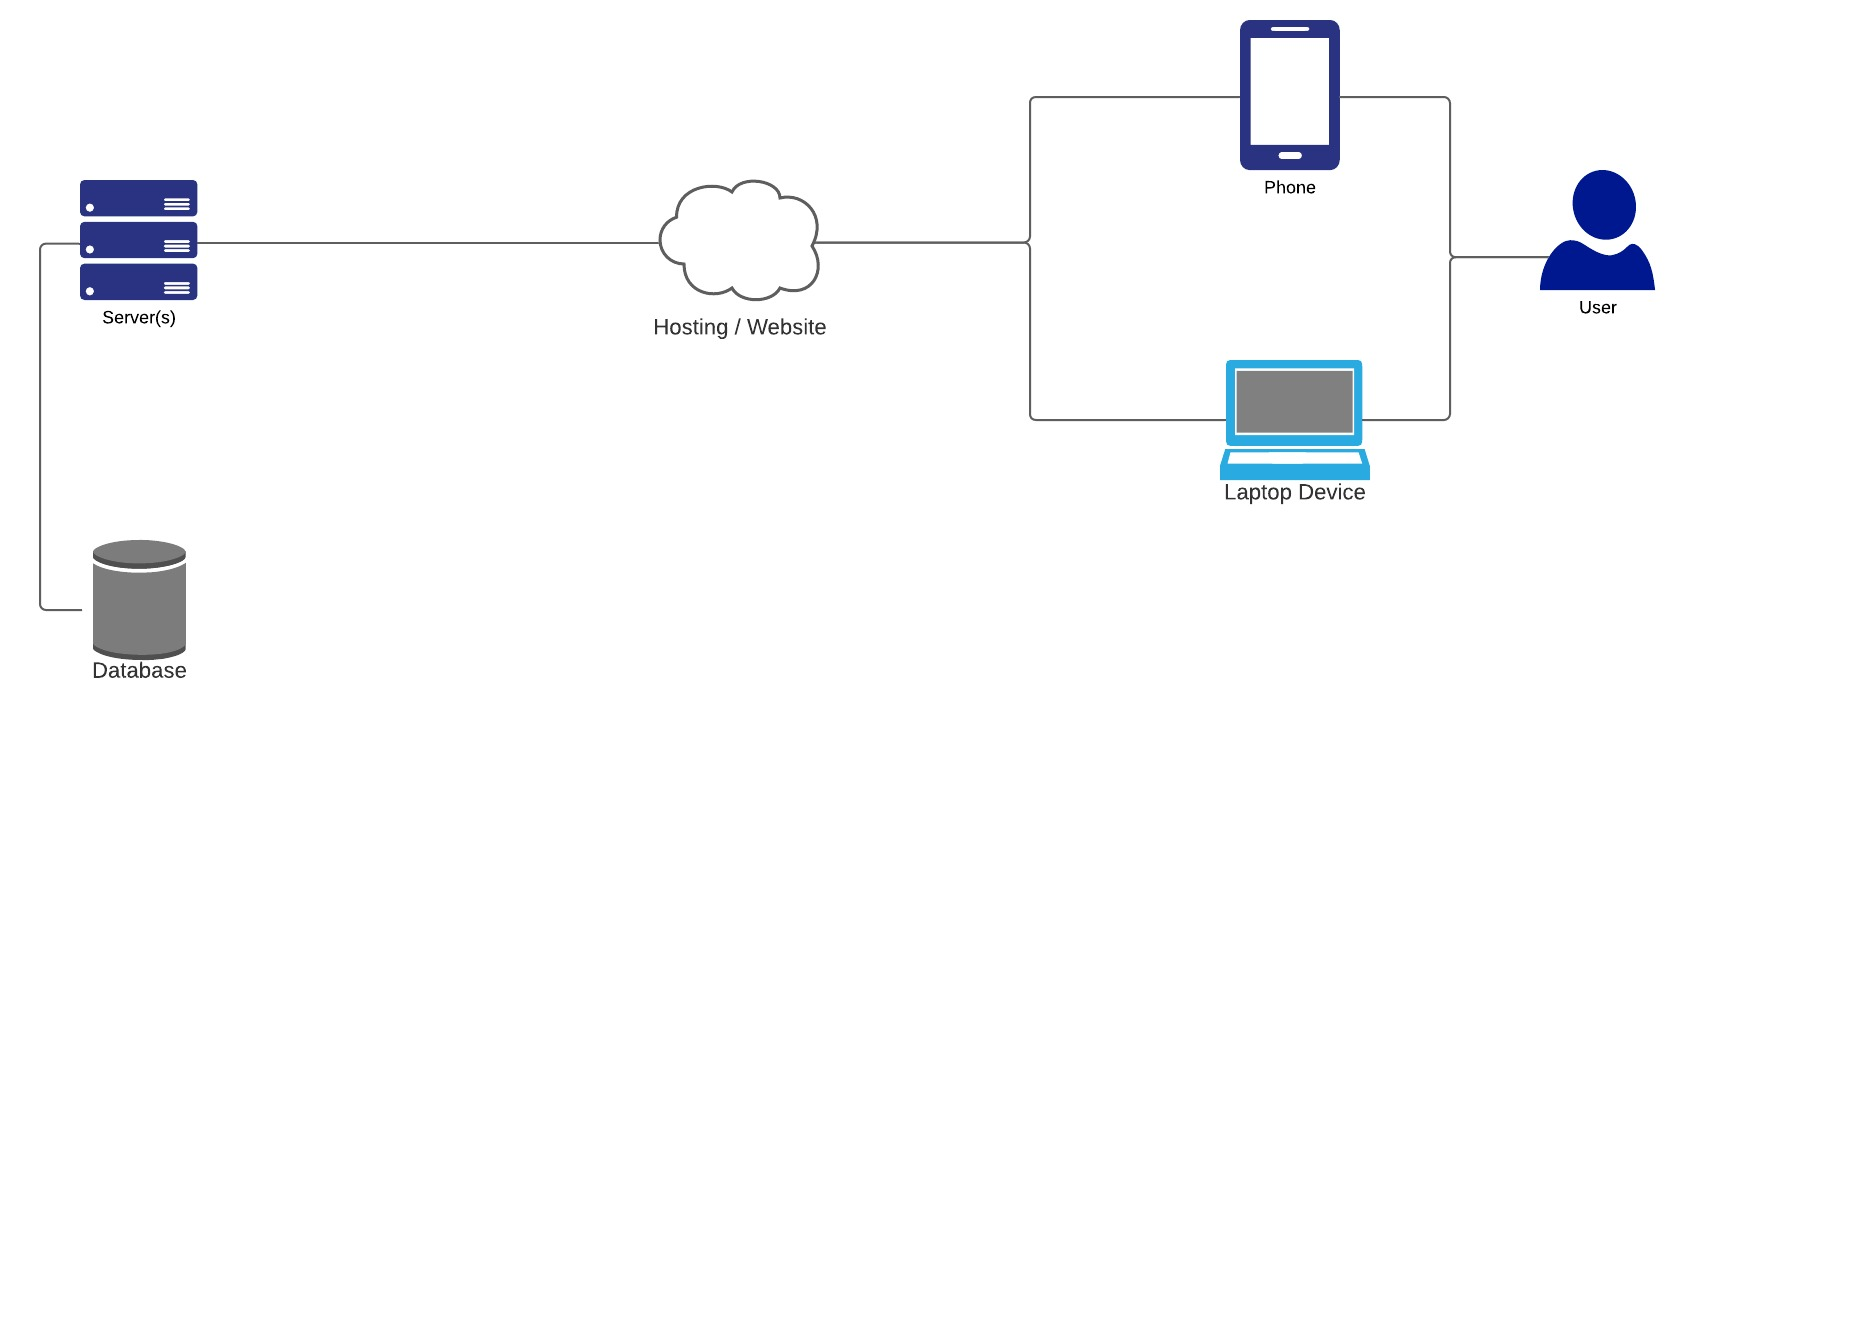 Phone
Server(s)
Hosting / Website
User
Laptop Device
Database